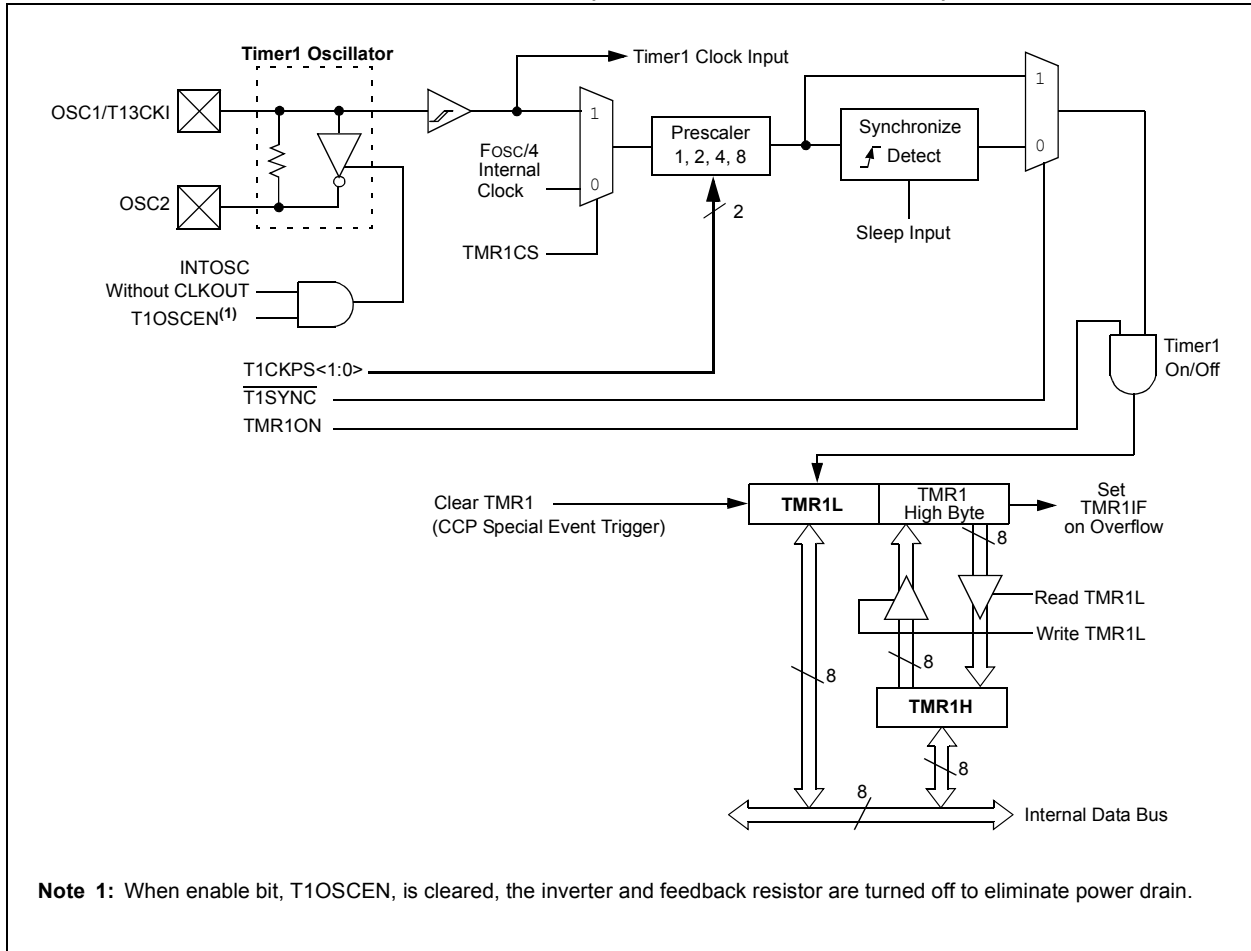 Timer1 Oscillator
Timer1 Clock Input
OSC1/T13CKI
1
FOSC/4
Internal
Clock
0
Prescaler
1, 2, 4, 8
Synchronize
Detect
1
0
OSC2
2
TMR1CS
Sleep Input
INTOSC
Without CLKOUT
T1OSCEN(1)
T1CKPS<1:0>
T1SYNC
TMR1ON
Timer1
On/Off
Clear TMR1
(CCP Special Event Trigger)
TMR1L
TMR1
High Byte
Set
TMR1IF
on Overflow
8
Read TMR1L
Write TMR1L
8
8
TMR1H
8
8
Internal Data Bus
Note 1: When enable bit, T1OSCEN, is cleared, the inverter and feedback resistor are turned off to eliminate power drain.